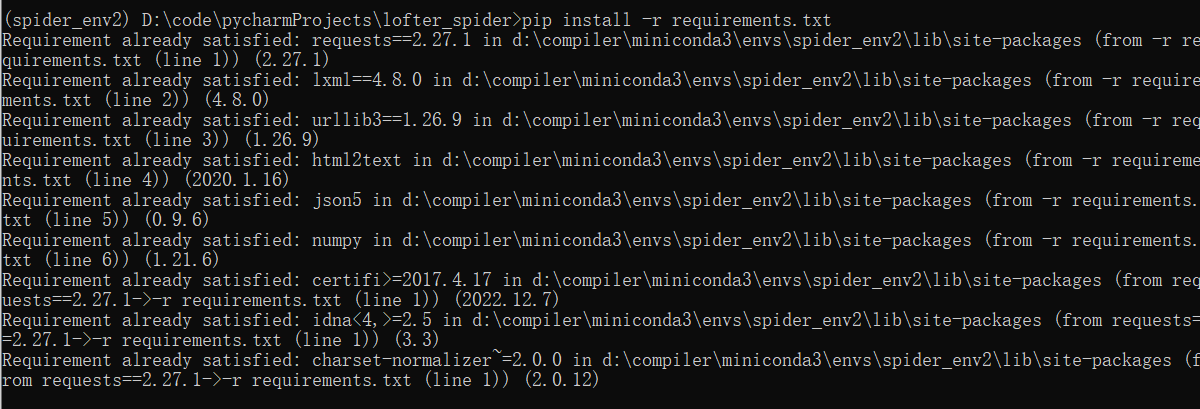 (spider_env2) D:\code\pycharmProjects\lofter_spider>pip install -r requirements.txt
Requirement already satisfied: requests==2.27.1 in d:\compiler\miniconda3\envs\spider_env2\lib\site-packages (from -r re
quirements.txt (line 1)) (2.27.1)
Requirement already satisfied: lxml==4.8.0 in d:\compiler\miniconda3\envs\spider_env2\lib\site-packages (from -r require
ments.txt (line 2)) (4.8.0)
Requirement already satisfied: urllib3==1.26.9 in d:\compiler\miniconda3\envs\spider_env2\lib\site-packages (from -r req
uirements.txt (line 3)) (1.26.9)
Requirement already satisfied: html2text in d:\compiler\miniconda3\envs\spider_env2\lib\site-packages (from -r requireme
nts.txt (line 4)) (2020.1.16)
Requirement already satisfied: json5 in d:\compiler\miniconda3\envs\spider_env2\lib\site-packages (from -r requirements.
txt (line 5)) (0.9.6)
Requirement already satisfied: numpy in d:\compiler\miniconda3\envs\spider_env2\lib\site-packages (from -r requirements.
txt (line 6)) (1.21.6)
Requirement already satisfied: certifi>=2017.4.17 in d:\compiler\miniconda3\envs\spider_env2\lib\site-packages (from req
uests==2.27.1->-r requirements.txt (line 1)) (2022.12.7)
Requirement already satisfied: idna<4,>=2.5 in d:\compiler\miniconda3\envs\spider_env2\lib\site-packages (from requests=
=2.27.1->-r requirements.txt (line 1)) (3.3)
Requirement already satisfied: charset-normalizer~=2.0.0 in d:\compiler\miniconda3\envs\spider_env2\lib\site-packages (f
rom requests==2.27.1->-r requirements.txt (line 1)) (2.0.12)